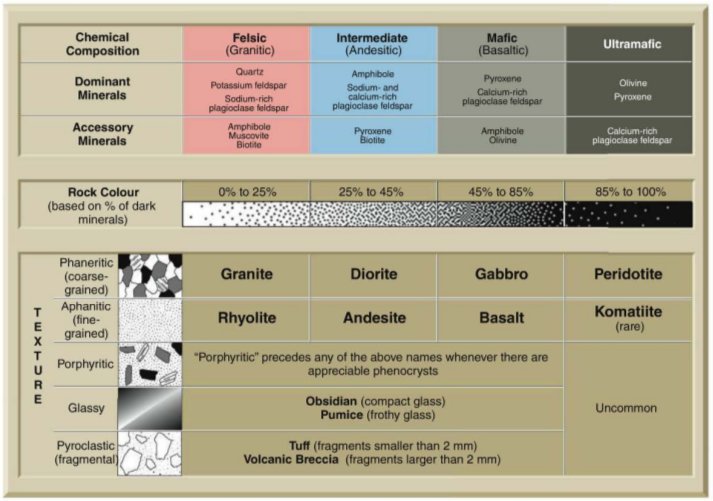 Chemical
Composition
Felsic
(Granitic)
Intermediate
(Andesitic)
Mafic
(Basaltic)
Ultramafic
Dominant
Minerals
Quartz
Potassium feldspar
Sodium-rich
plagioclase feldspar
Amphibole
Sodium- and
calcium-rich
plagioclase feldspar
Pyroxene
Calcium-rich
plagioclase feldspar
Olivine
Pyroxene
Accessory
Minerals
Amphibole
Muscovite
Biotite
Pyroxene
Biotite
Amphibole
Olivine
Calcium-rich
plagioclase feldspar
Rock Colour
(based on % of dark
minerals)
0% to 25%
25% to 45%
45% to 85%
85% to 100%
TEXTURE
Phaneritic
(coarse-
grained)
Granite
Diorite
Gabbro
Peridotite
Aphanitic
(fine-
grained)
Rhyolite
Andesite
Basalt
Komatiite
(rare)
Porphyritic
"Porphyritic" precedes any of the above names whenever there are
appreciable phenocrysts
Uncommon
Glassy
Obsidian (compact glass)
Pumice (frothy glass)
Pyroclastic
(fragmental)
Tuff (fragments smaller than 2 mm)
Volcanic Breccia (fragments larger than 2 mm)